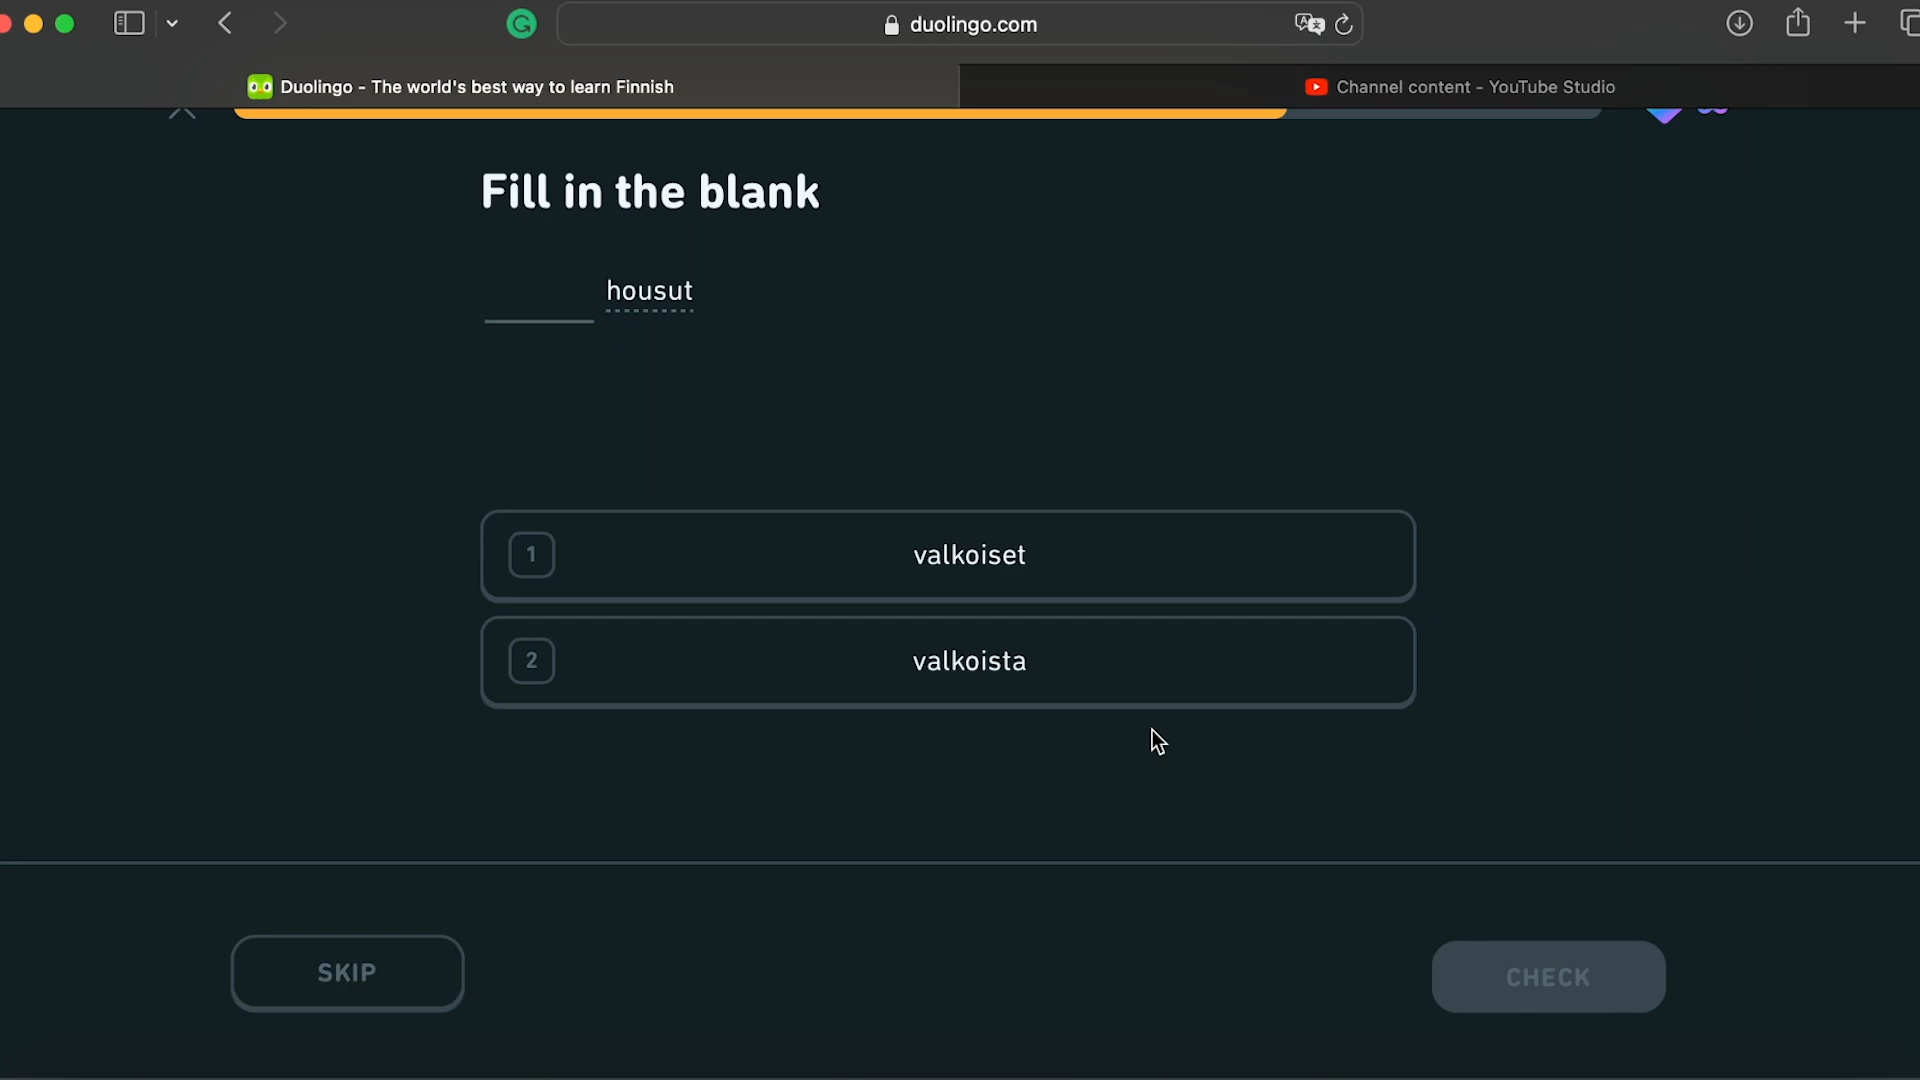 duolingo.com
Duolingo - The world's best way to learn Finnish
Channel content - YouTube Studio
Fill in the blank
housut
1 valkoiset
2 valkoista
SKIP
CHECK